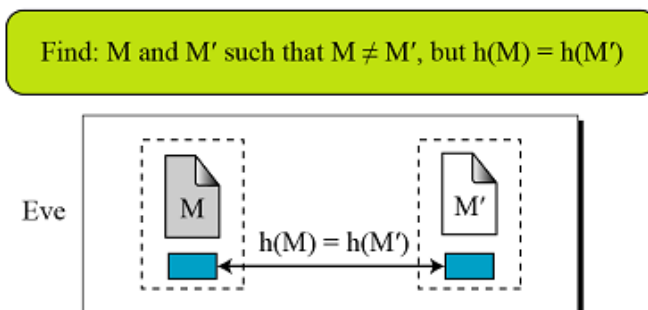 Find: M and M′ such that M ≠ M′, but h(M) = h(M′)
M
M′
Eve
h(M) = h(M′)